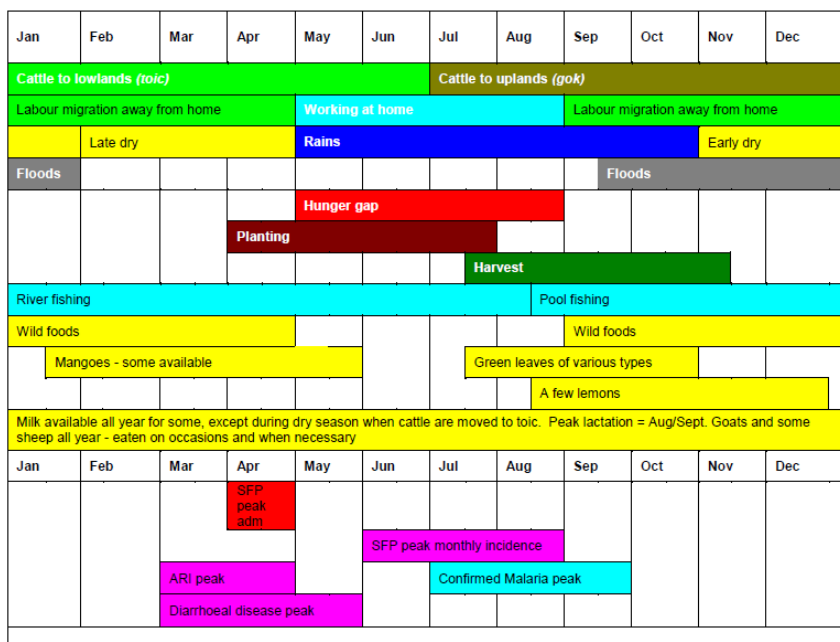 Jan Feb Mar Apr May Jun Jul Aug Sep Oct Nov Dec
Cattle to lowlands (toic) Cattle to uplands (gok)
Labour migration away from home Working at home Labour migration away from home
Late dry Rains Early dry
Floods Floods
Hunger gap
Planting
Harvest
River fishing Pool fishing
Wild foods Wild foods
Mangoes - some available Green leaves of various types
A few lemons
Milk available all year for some, except during dry season when cattle are moved to toic. Peak lactation = Aug/Sept. Goats and some
sheep all year - eaten on occasions and when necessary
Jan Feb Mar Apr May Jun Jul Aug Sep Oct Nov Dec
SFP
peak
adm
SFP peak monthly incidence
ARI peak Confirmed Malaria peak
Diarrhoeal disease peak